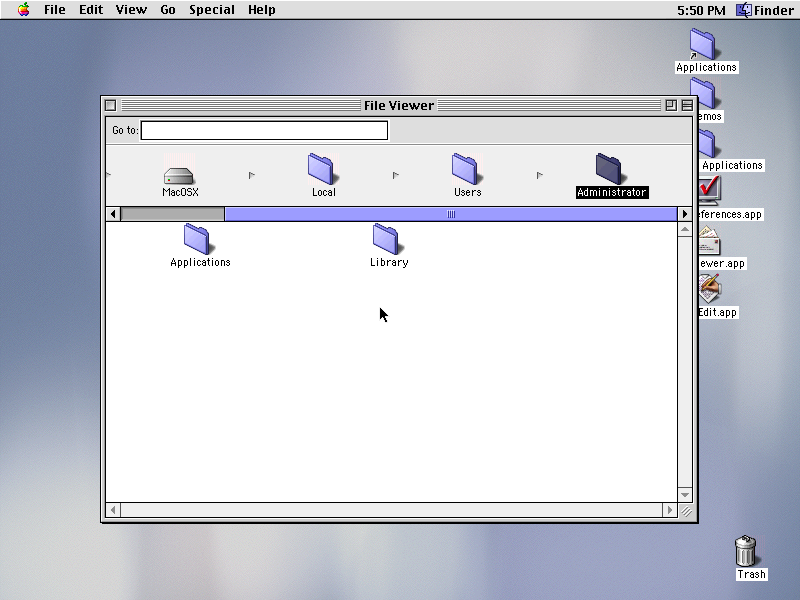 File Edit View Go Special Help
5:50 PM Finder
Applications
emos
Applications
eferences.app
ewer.app
Edit.app
File Viewer
Go to:
MacOSX Local Users Administrator
Applications Library
Trash